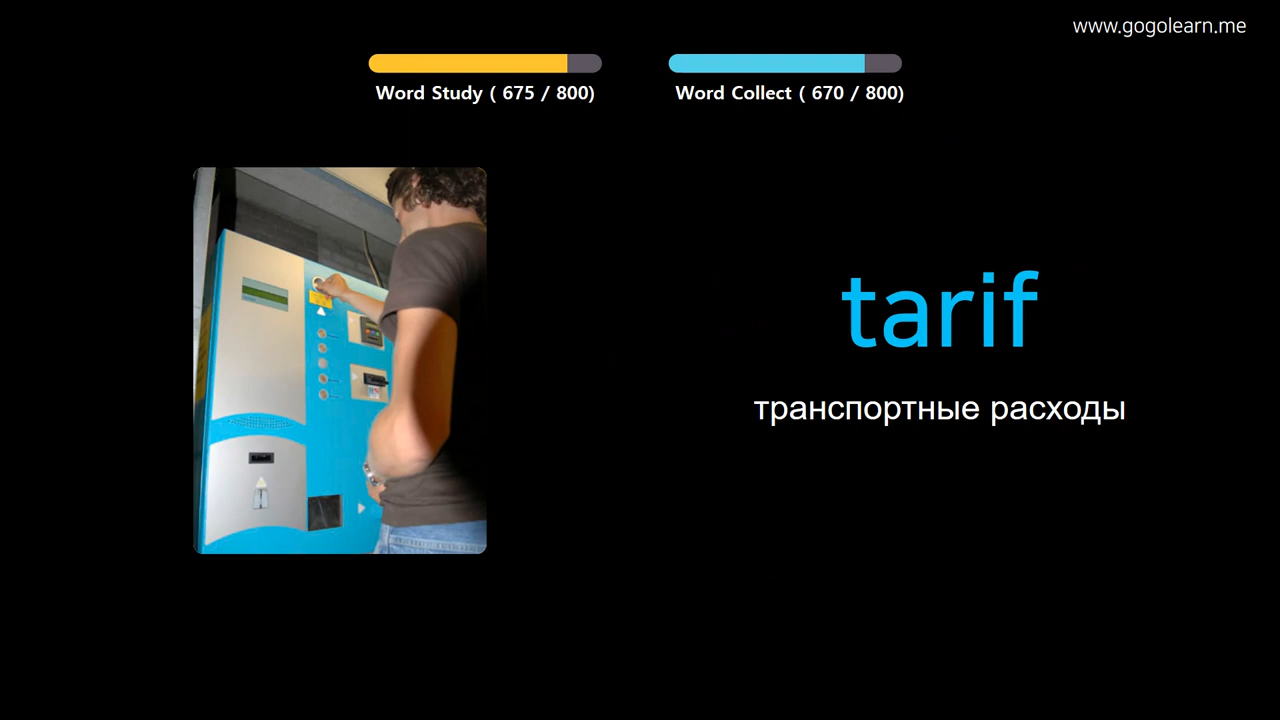 www.gogolearn.me
Word Study ( 675 / 800)
Word Collect ( 670 / 800)
tarif
транспортные расходы